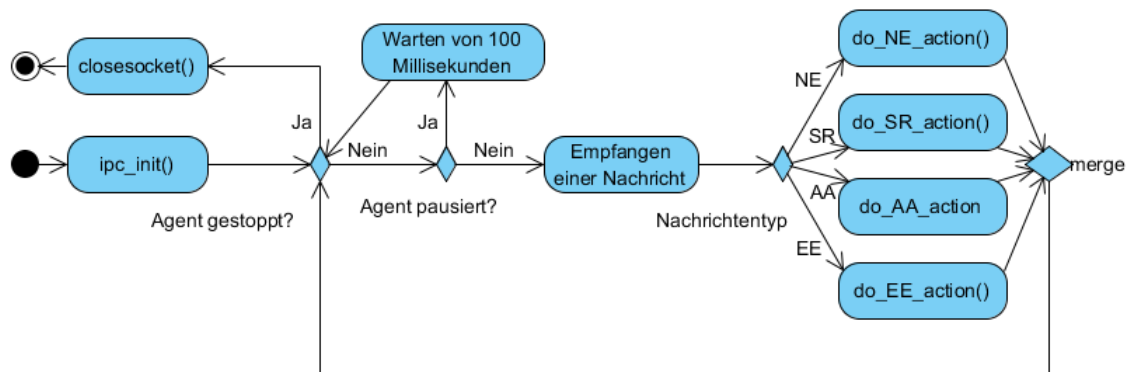 closesocket()
Warten von 100
Millisekunden
do_NE_action()
NE
Ja
Ja
ipc_init()
Nein
Nein
Empfangen
einer Nachricht
SR
do_SR_action()
merge
AA
do_AA_action
Agent gestoppt?
Agent pausiert?
Nachrichtentyp
EE
do_EE_action()